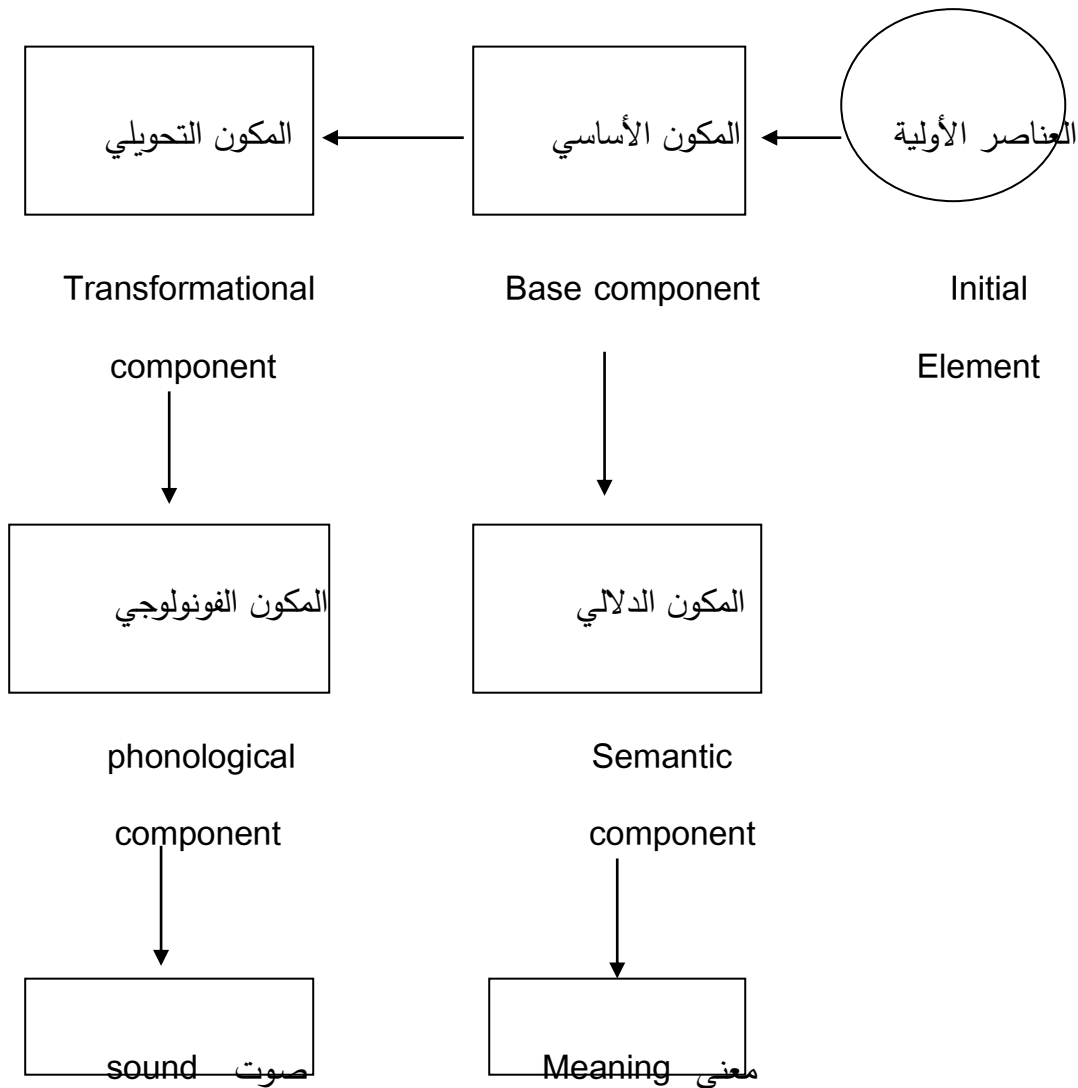 العناصر الأولية
المكون الأساسي
المكون التحويلي
Initial
Element
Base component
Transformational
component
المكون الدلالي
المكون الفونولوجي
Semantic
component
phonological
component
معنى Meaning
صوت sound